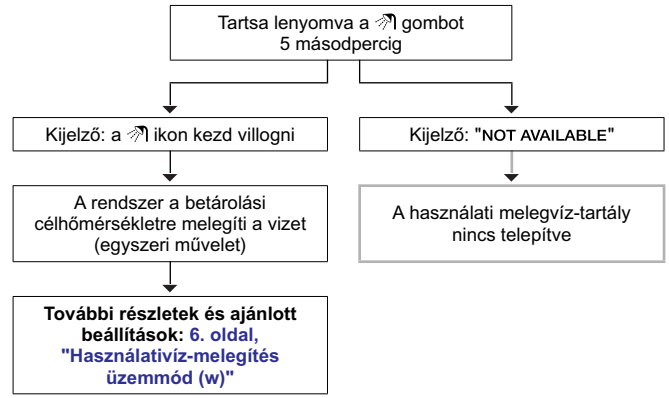 Tartsa lenyomva a gombot
5 másodpercig
Kijelző: a ikon kezd villogni
Kijelző: "NOT AVAILABLE"
A rendszer a betárolási
célhőmérsékletre melegíti a vizet
(egyszeri művelet)
A használati melegvíz-tartály
nincs telepítve
További részletek és ajánlott
beállítások: 6. oldal,
"Használativíz-melegítés
üzemmód (w)"